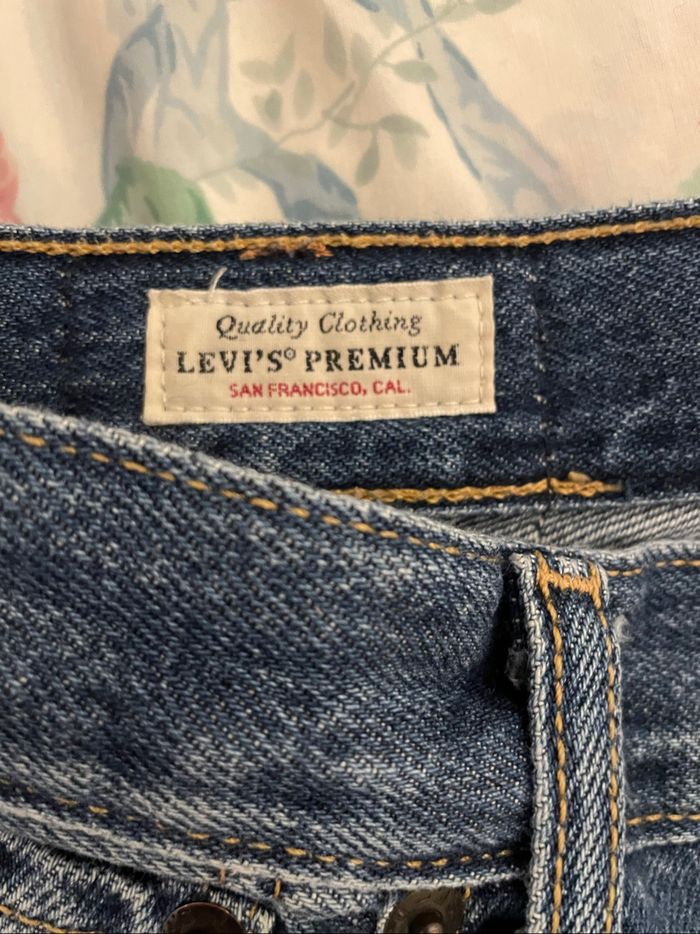 Quality Clothing
LEVI'S® PREMIUM
SAN FRANCISCO, CAL.